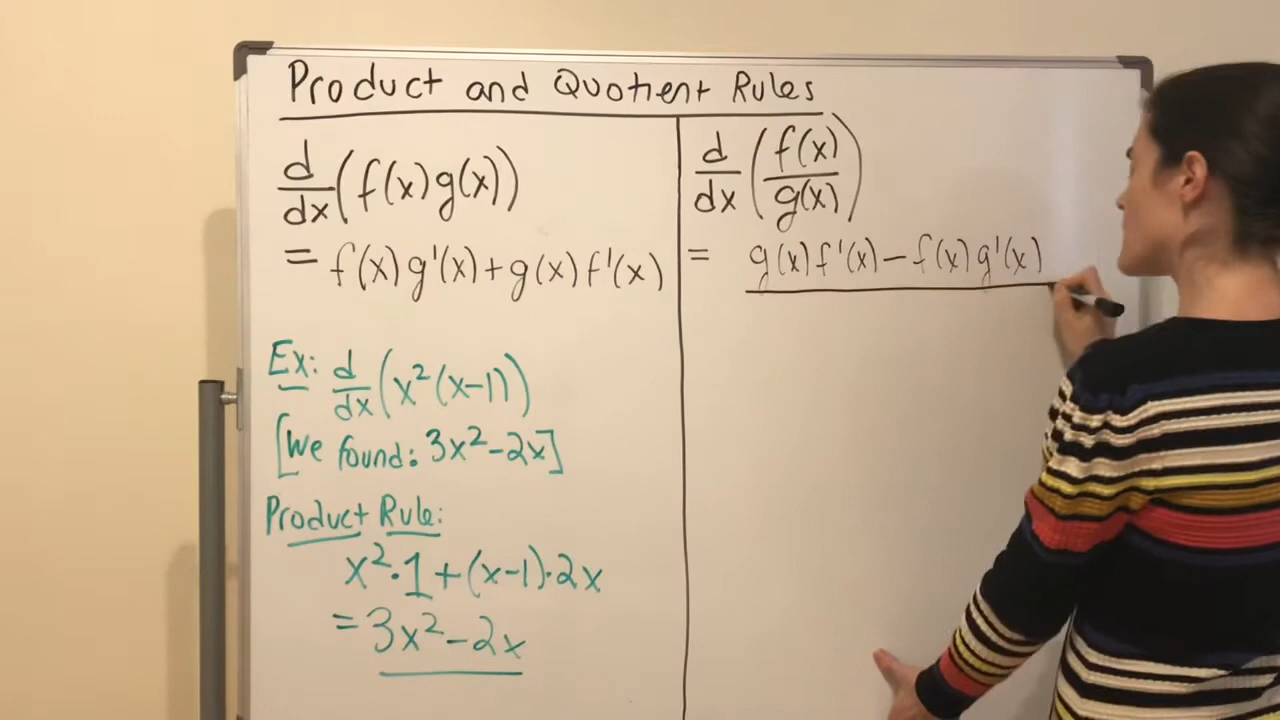 Product and Quotient Rules
d/dx (f(x)g(x))
= f(x)g'(x)+g(x)f'(x)
Ex: d/dx (x²(x-1))
[We found: 3x²-2x]
Product Rule:
x²·1+(x-1)·2x
= 3x²-2x
d/dx (f(x)/g(x))
= g(x)f'(x)-f(x)g'(x)